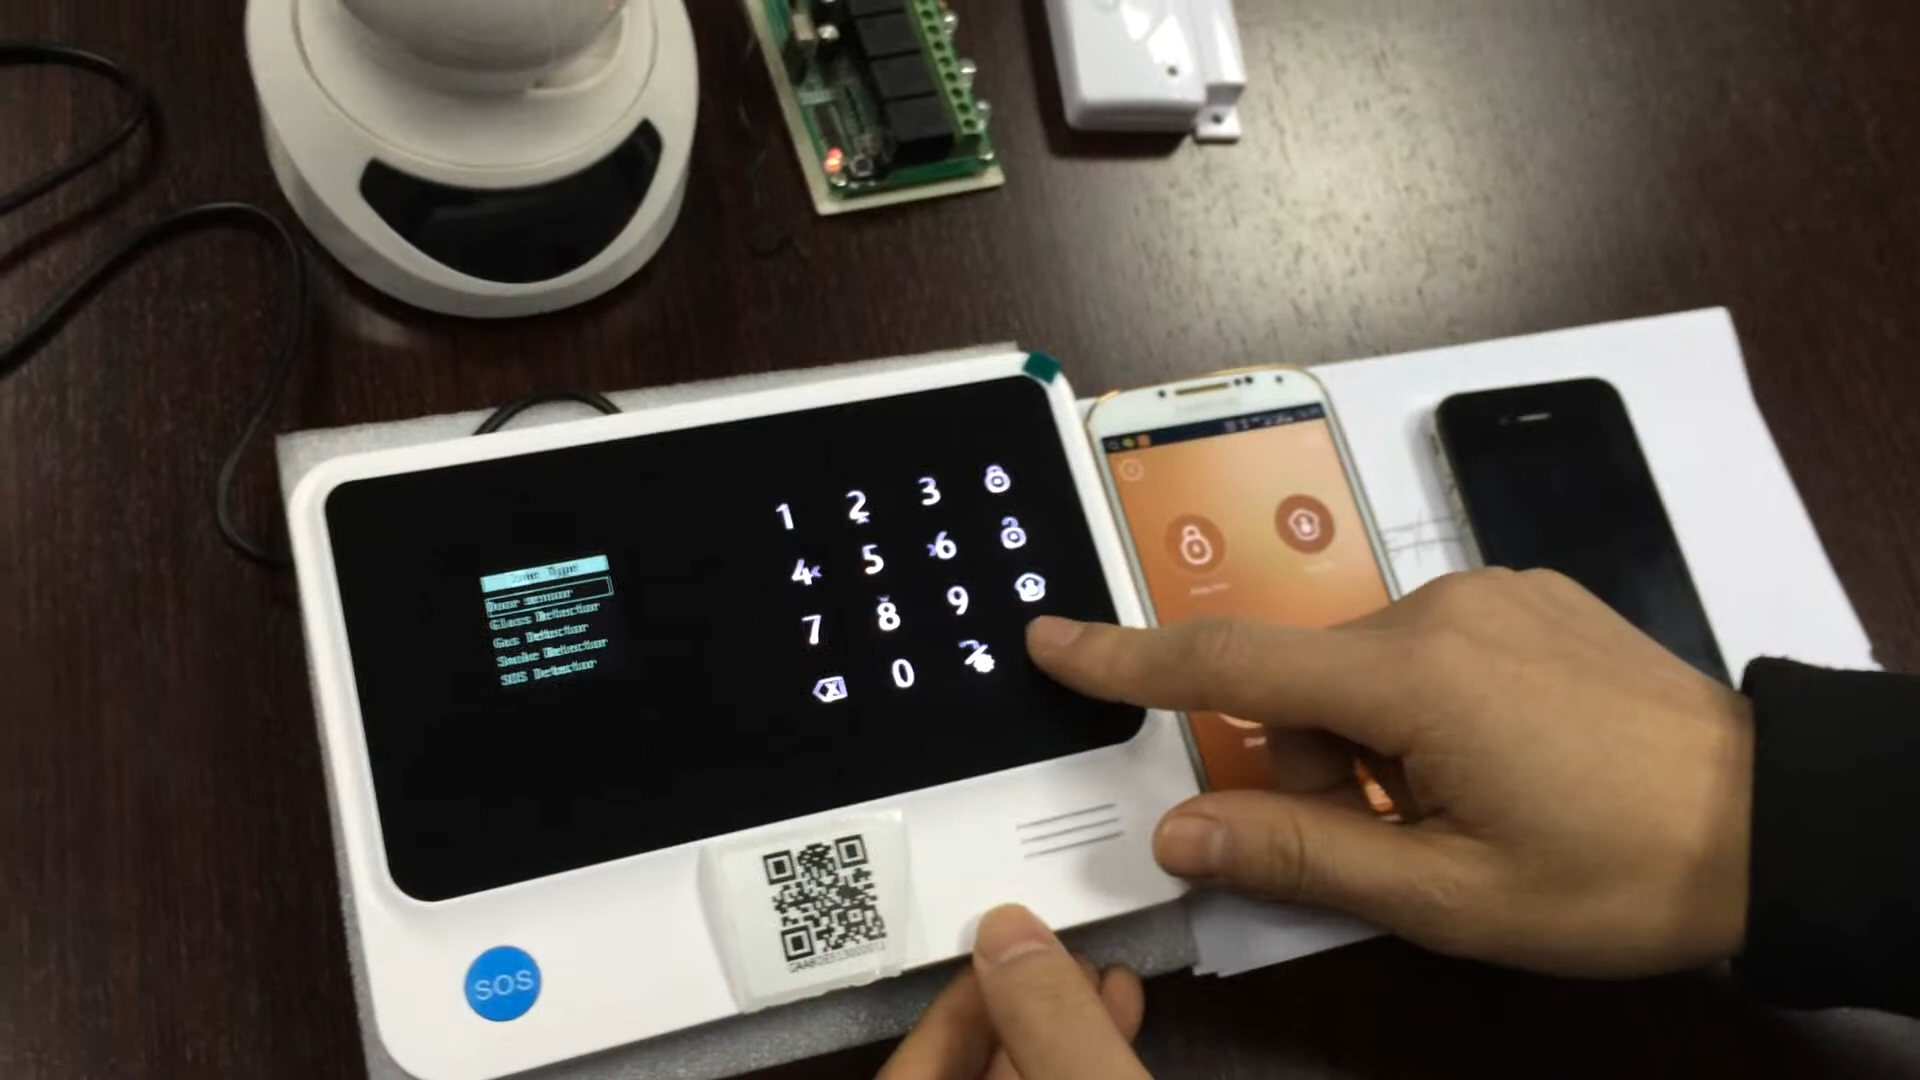 Zone Type
Door sensor
Glass Detector
Gas Detector
Smoke Detector
SOS Detector
1 2 3
4 5 6
7 8 9
0
SOS